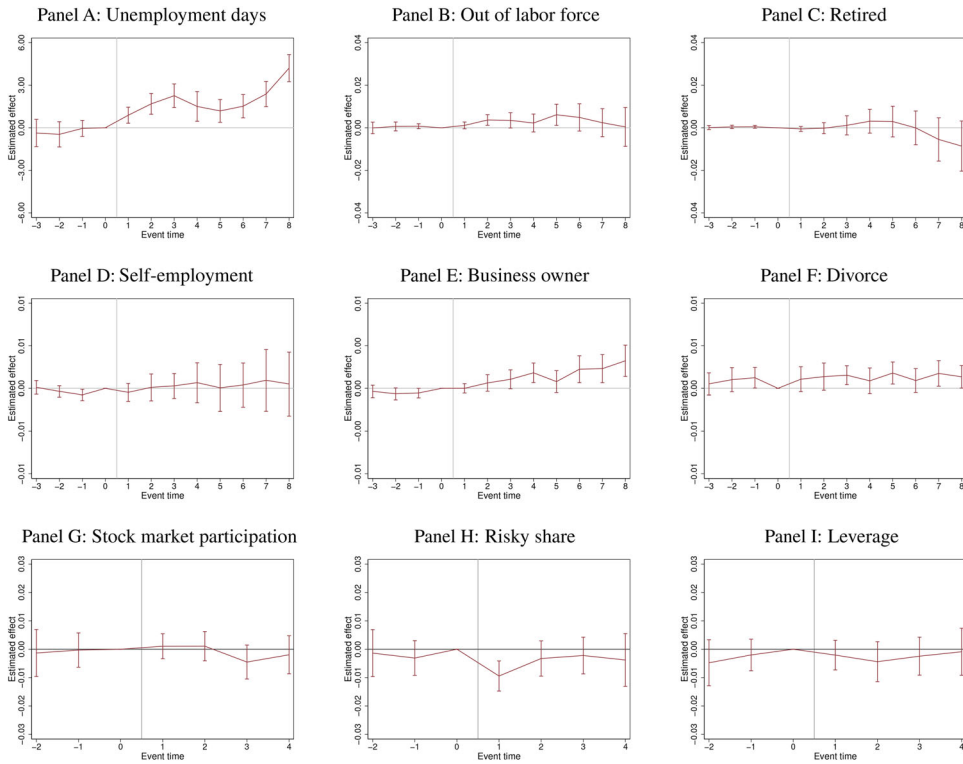 Panel A: Unemployment days
Panel B: Out of labor force
Panel C: Retired
Estimated effect
6.00
3.00
0.00
−3.00
−6.00
−3 −2 −1 0 1 2 3 4 5 6 7 8
Event time
Estimated effect
0.04
0.02
0.00
−0.02
−0.04
−3 −2 −1 0 1 2 3 4 5 6 7 8
Event time
Estimated effect
0.04
0.02
0.00
−0.02
−0.04
−3 −2 −1 0 1 2 3 4 5 6 7 8
Event time
Panel D: Self-employment
Panel E: Business owner
Panel F: Divorce
Estimated effect
0.01
0.00
0.00
−0.01
−0.01
−3 −2 −1 0 1 2 3 4 5 6 7 8
Event time
Estimated effect
0.01
0.00
0.00
−0.00
−0.01
−3 −2 −1 0 1 2 3 4 5 6 7 8
Event time
Estimated effect
0.01
0.01
0.00
−0.01
−0.01
−3 −2 −1 0 1 2 3 4 5 6 7 8
Event time
Panel G: Stock market participation
Panel H: Risky share
Panel I: Leverage
Estimated effect
0.03
0.02
0.01
0.00
−0.01
−0.02
−0.03
−2 −1 0 1 2 3 4
Event time
Estimated effect
0.03
0.02
0.01
0.00
−0.01
−0.02
−0.03
−2 −1 0 1 2 3 4
Event time
Estimated effect
0.03
0.02
0.01
0.00
−0.01
−0.02
−0.03
−2 −1 0 1 2 3 4
Event time